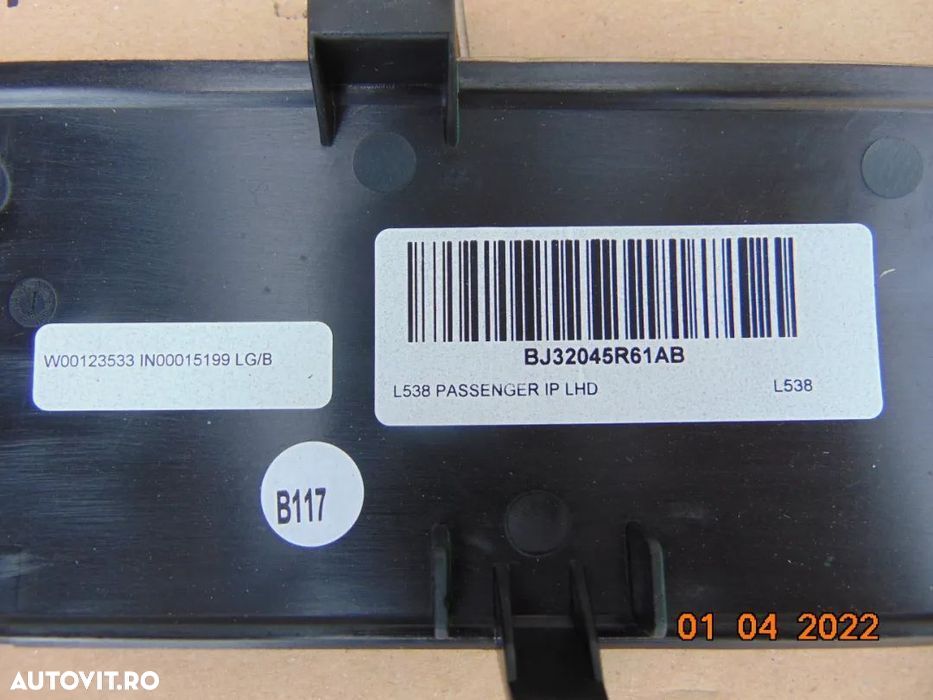 BJ32045R61AB
L538 PASSENGER IP LHD L538
W00123533 IN00015199 LG/B
B117
01 04 2022
AUTOVIT.RO